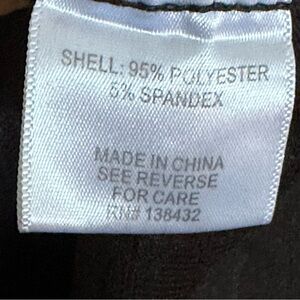 SHELL: 95% POLYESTER
5% SPANDEX
MADE IN CHINA
SEE REVERSE
FOR CARE
RN# 138432